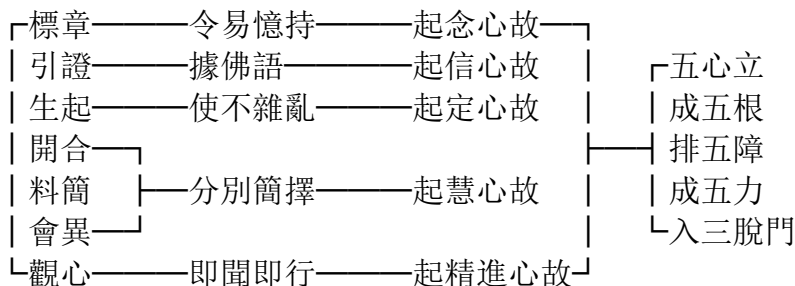 標章 令易憶持 起念心故
引證 據佛語 起信心故 五心立
生起 使不雜亂 起定心故 成五根
開合 排五障
料簡 分別簡擇 起慧心故 成五力
會異 入三脫門
觀心 即聞即行 起精進心故